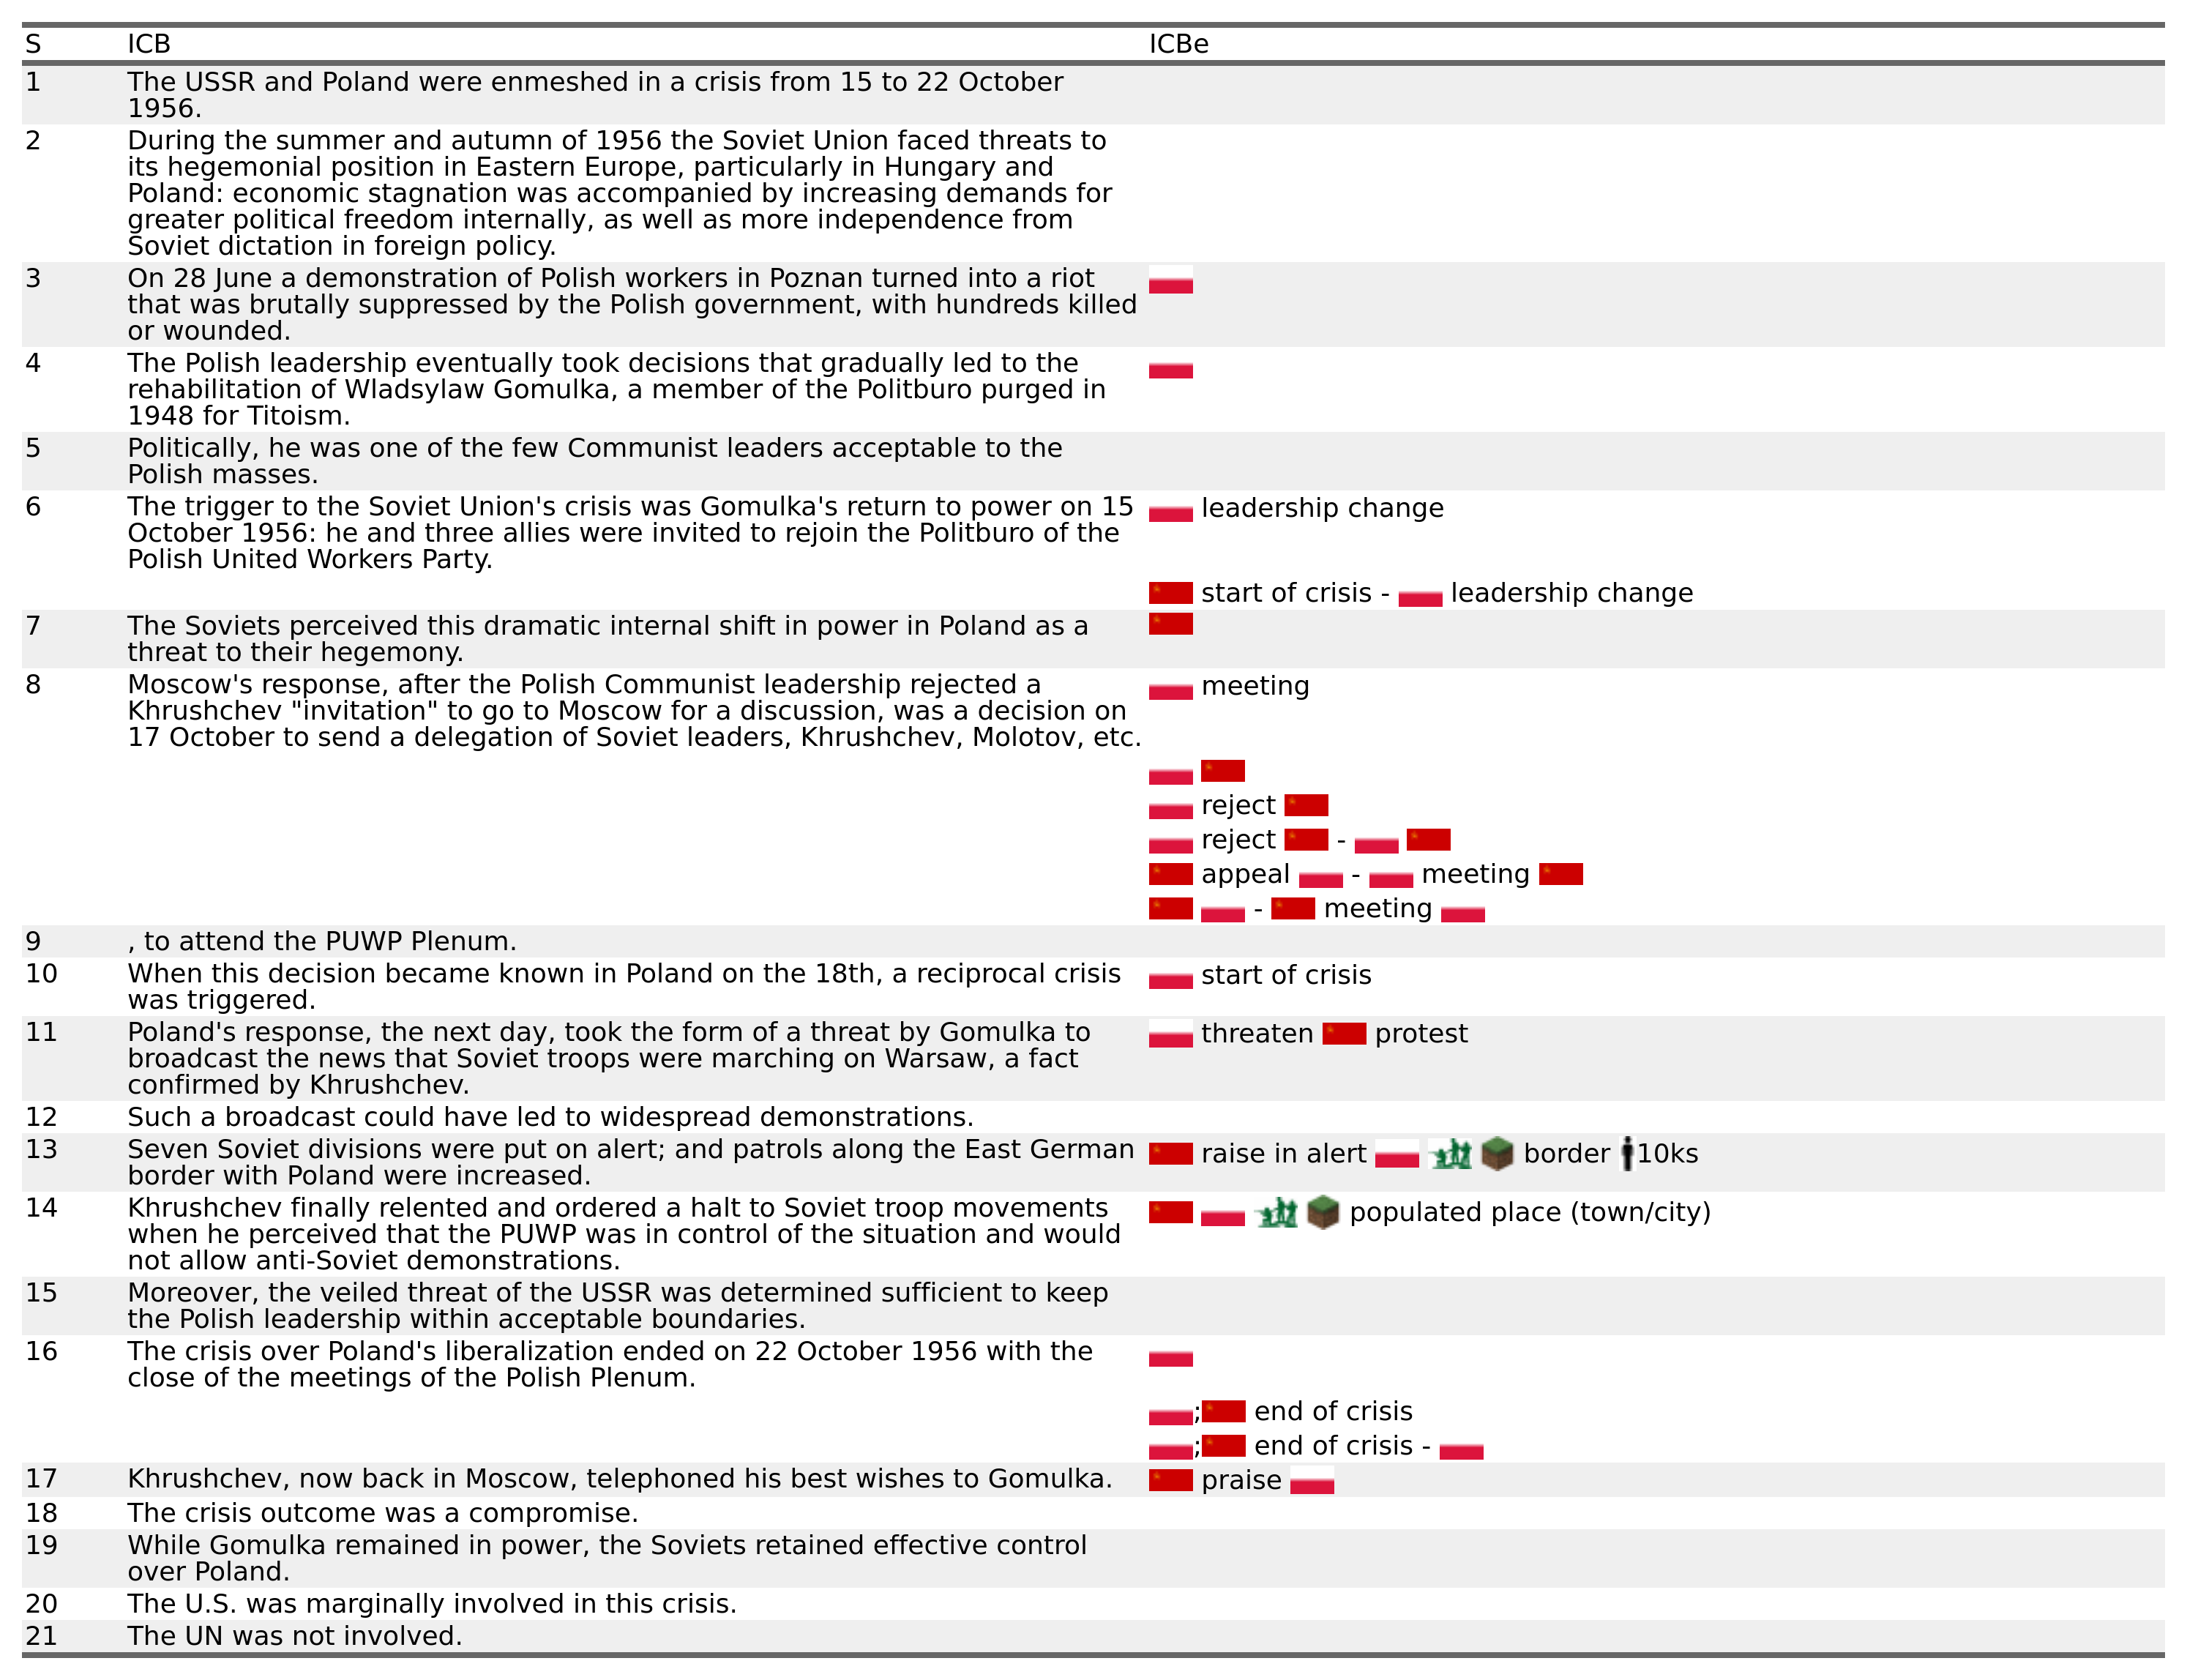 S ICB ICBe
1 The USSR and Poland were enmeshed in a crisis from 15 to 22 October
1956.
2 During the summer and autumn of 1956 the Soviet Union faced threats to
its hegemonial position in Eastern Europe, particularly in Hungary and
Poland: economic stagnation was accompanied by increasing demands for
greater political freedom internally, as well as more independence from
Soviet dictation in foreign policy.
3 On 28 June a demonstration of Polish workers in Poznan turned into a riot
that was brutally suppressed by the Polish government, with hundreds killed
or wounded.
4 The Polish leadership eventually took decisions that gradually led to the
rehabilitation of Wladsylaw Gomulka, a member of the Politburo purged in
1948 for Titoism.
5 Politically, he was one of the few Communist leaders acceptable to the
Polish masses.
6 The trigger to the Soviet Union's crisis was Gomulka's return to power on 15 leadership change
October 1956: he and three allies were invited to rejoin the Politburo of the
Polish United Workers Party.
start of crisis - leadership change
7 The Soviets perceived this dramatic internal shift in power in Poland as a
threat to their hegemony.
8 Moscow's response, after the Polish Communist leadership rejected a meeting
Khrushchev "invitation" to go to Moscow for a discussion, was a decision on
17 October to send a delegation of Soviet leaders, Khrushchev, Molotov, etc.
reject
reject -
appeal - meeting
- meeting
9 , to attend the PUWP Plenum.
10 When this decision became known in Poland on the 18th, a reciprocal crisis start of crisis
was triggered.
11 Poland's response, the next day, took the form of a threat by Gomulka to threaten protest
broadcast the news that Soviet troops were marching on Warsaw, a fact
confirmed by Khrushchev.
12 Such a broadcast could have led to widespread demonstrations.
13 Seven Soviet divisions were put on alert; and patrols along the East German raise in alert border 10ks
border with Poland were increased.
14 Khrushchev finally relented and ordered a halt to Soviet troop movements populated place (town/city)
when he perceived that the PUWP was in control of the situation and would
not allow anti-Soviet demonstrations.
15 Moreover, the veiled threat of the USSR was determined sufficient to keep
the Polish leadership within acceptable boundaries.
16 The crisis over Poland's liberalization ended on 22 October 1956 with the
close of the meetings of the Polish Plenum.
; end of crisis
; end of crisis -
17 Khrushchev, now back in Moscow, telephoned his best wishes to Gomulka. praise
18 The crisis outcome was a compromise.
19 While Gomulka remained in power, the Soviets retained effective control
over Poland.
20 The U.S. was marginally involved in this crisis.
21 The UN was not involved.